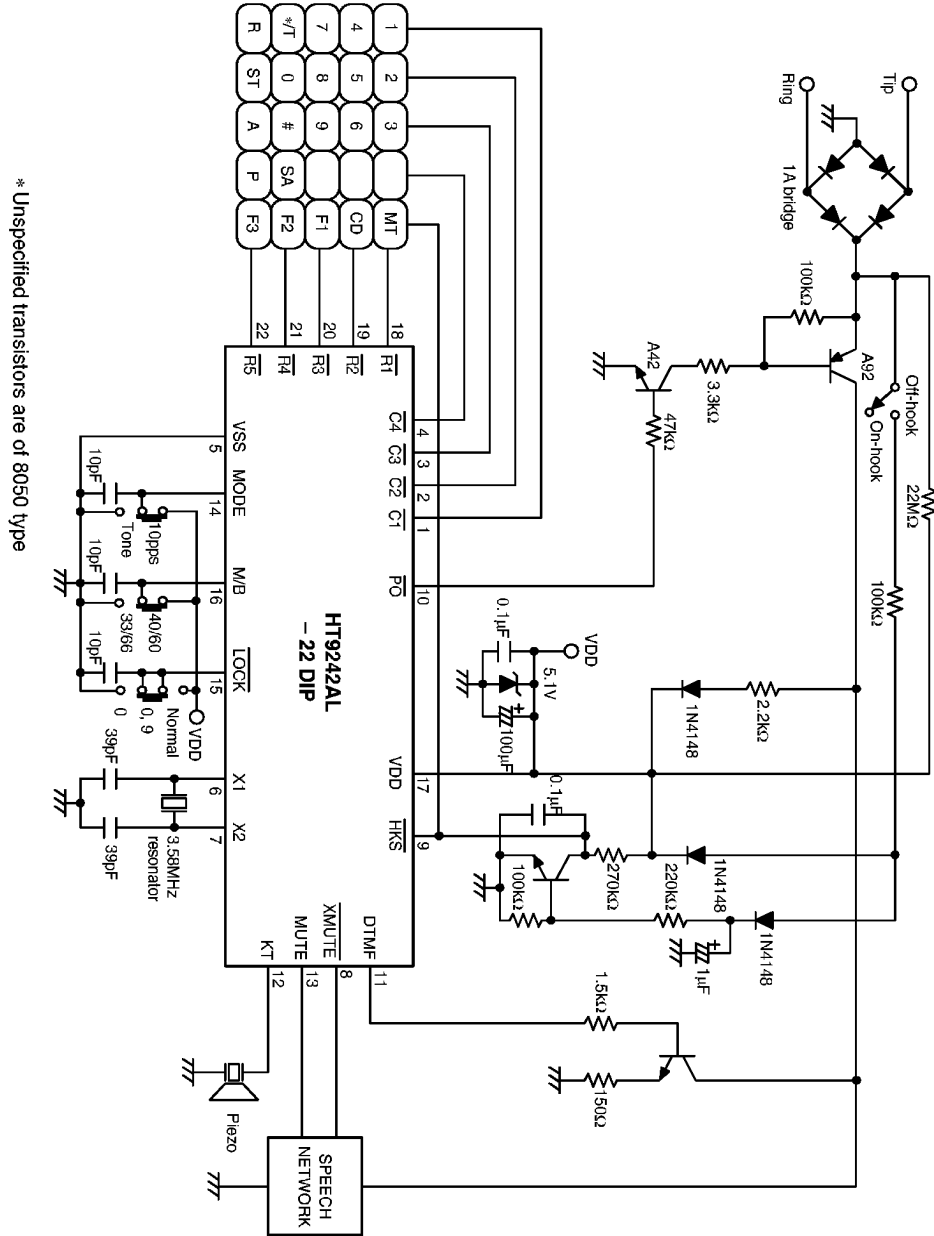 Tip
Ring
1A bridge
100kΩ
A92
Off-hook
On-hook
22MΩ
100kΩ
A42
3.3kΩ
47kΩ
2.2kΩ
1N4148
1N4148
1N4148
VDD
0.1µF
5.1V
100µF
0.1µF
270kΩ
220kΩ
100kΩ
1µF
1.5kΩ
150Ω
1 2 3 MT
4 5 6 CD
7 8 9 F1
*/T 0 # SA F2
R ST A P F3
18 19 20 21 22
R1 R2 R3 R4 R5
4 3 2 1 10 17 9
C4 C3 C2 C1 PO VDD HKS
HT9242AL
– 22 DIP
VSS MODE M/B LOCK X1 X2
5 14 16 15 6 7
DTMF
11
XMUTE
8
MUTE
13
KT
12
10pF
10pps
Tone
10pF
40/60
33/66
10pF
Normal
0, 9
0
VDD
39pF
39pF
3.58MHz
resonator
Piezo
SPEECH
NETWORK
* Unspecified transistors are of 8050 type